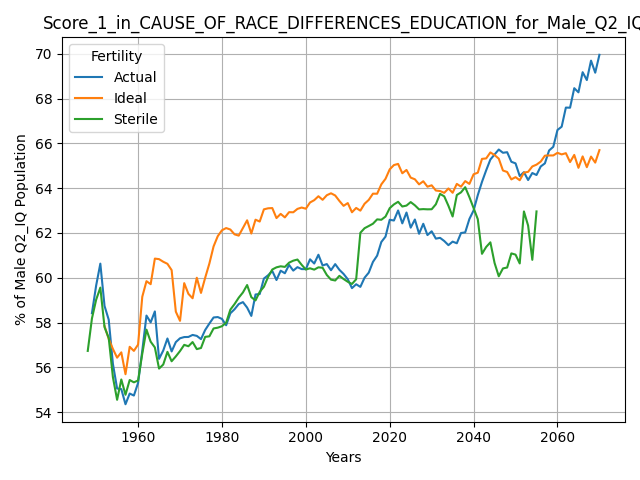 Score_1_in_CAUSE_OF_RACE_DIFFERENCES_EDUCATION_for_Male_Q2_IQ
Fertility
Actual
Ideal
Sterile
% of Male Q2_IQ Population
70
68
66
64
62
60
58
56
54
1960 1980 2000 2020 2040 2060
Years